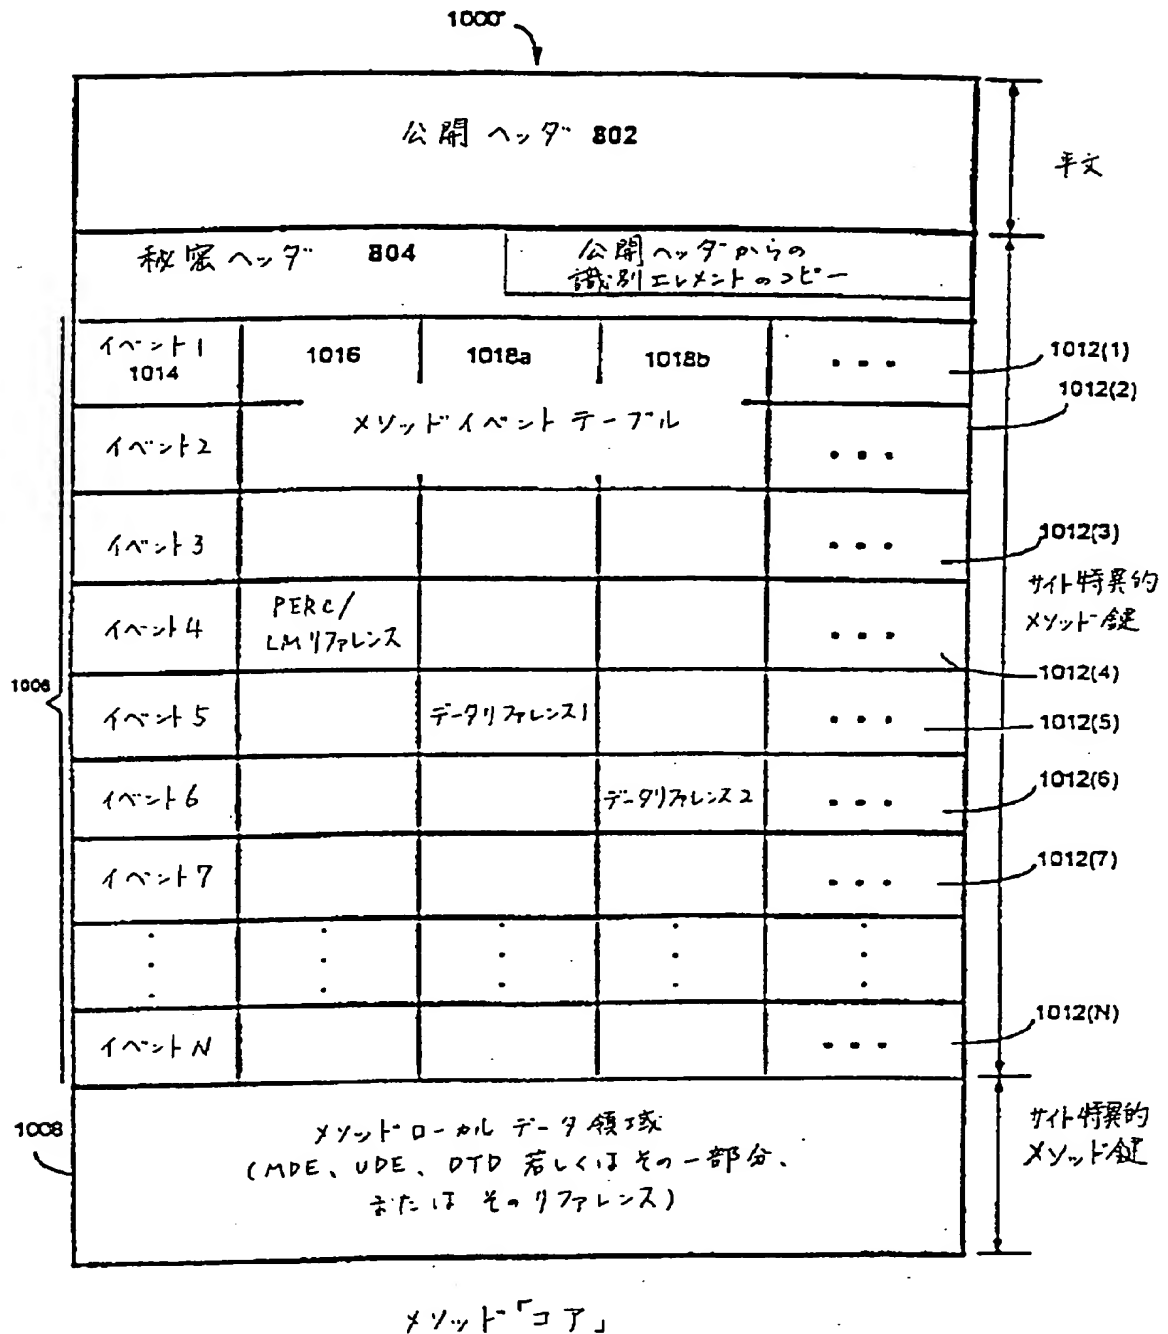 1000
公開ヘッダ 802
平文
秘密ヘッダ 804
公開ヘッダからの
識別エレメントのコピー
イベント1
1014
1016
1018a
1018b
...
1012(1)
1012(2)
メソッドイベントテーブル
イベント2
...
イベント3
...
1012(3)
サイト特異的
メソッド鍵
イベント4
PERC/
LMリファレンス
...
1012(4)
1006
イベント5
データリファレンス1
...
1012(5)
イベント6
データリファレンス2
...
1012(6)
イベント7
...
1012(7)
イベントN
...
1012(N)
1008
メソッドローカルデータ領域
(MDE、UDE、DTD 若しくはその一部分、
または そのリファレンス)
サイト特異的
メソッド鍵
メソッド「コア」